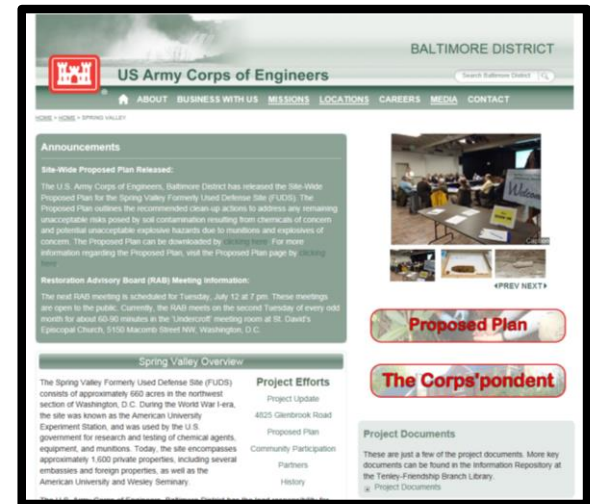 BALTIMORE DISTRICT
US Army Corps of Engineers
®
Search Baltimore District
ABOUT BUSINESS WITH US MISSIONS LOCATIONS CAREERS MEDIA CONTACT
HOME > HOME > SPRING VALLEY
Announcements
Site-Wide Proposed Plan Released:
The U.S. Army Corps of Engineers, Baltimore District has released the Site-Wide
Proposed Plan for the Spring Valley Formerly Used Defense Site (FUDS). The
Proposed Plan outlines the recommended clean-up actions to address any remaining
unacceptable risks posed by soil contamination resulting from chemicals of concern
and potential unacceptable explosive hazards due to munitions and explosives of
concern. The Proposed Plan can be downloaded by clicking here. For more
information regarding the Proposed Plan, visit the Proposed Plan page by clicking
here.
Restoration Advisory Board (RAB) Meeting Information:
The next RAB meeting is scheduled for Tuesday, July 12 at 7 pm. These meetings
are open to the public. Currently, the RAB meets on the second Tuesday of every odd
month for about 60-90 minutes in the 'Undercroft' meeting room at St. David's
Episcopal Church, 5150 Macomb Street NW, Washington, D.C.
Welcome
Caption
PREV NEXT
Proposed Plan
The Corps'pondent
Spring Valley Overview
The Spring Valley Formerly Used Defense Site (FUDS)
consists of approximately 660 acres in the northwest
section of Washington, D.C. During the World War I-era,
the site was known as the American University
Experiment Station, and was used by the U.S.
government for research and testing of chemical agents,
equipment, and munitions. Today, the site encompasses
approximately 1,600 private properties, including several
embassies and foreign properties, as well as the
American University and Wesley Seminary.
The U.S. Army Corps of Engineers, Baltimore District has the lead responsibility for
Project Efforts
Project Update
4825 Glenbrook Road
Proposed Plan
Community Participation
Partners
History
Project Documents
These are just a few of the project documents. More key
documents can be found in the Information Repository at
the Tenley-Friendship Branch Library.
Project Documents